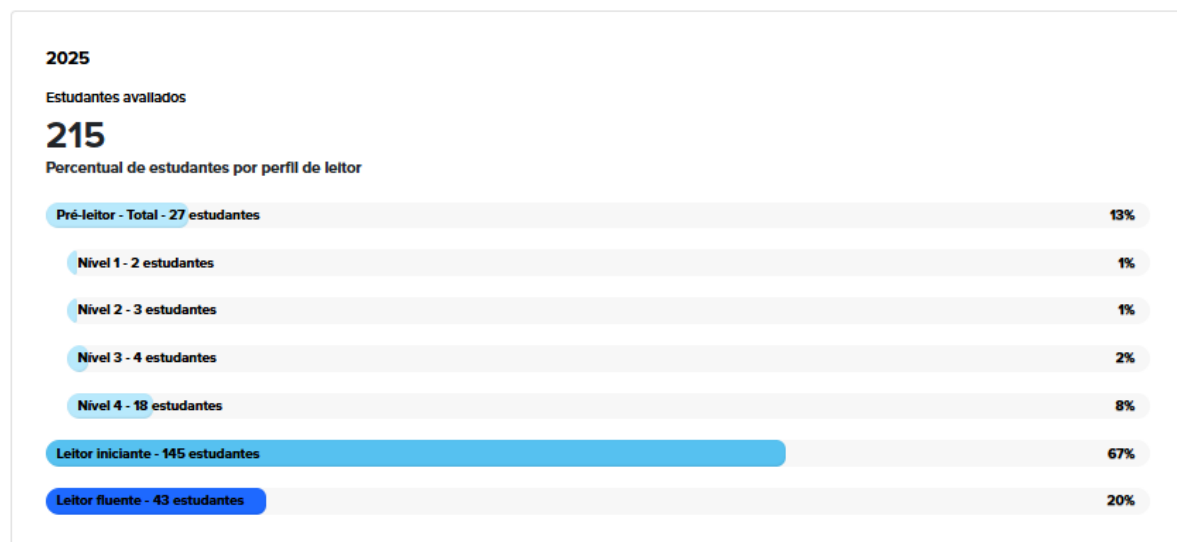 2025
Estudantes avaliados
215
Percentual de estudantes por perfil de leitor
Pré-leitor - Total - 27 estudantes 13%
Nível 1 - 2 estudantes 1%
Nível 2 - 3 estudantes 1%
Nível 3 - 4 estudantes 2%
Nível 4 - 18 estudantes 8%
Leitor iniciante - 145 estudantes 67%
Leitor fluente - 43 estudantes 20%